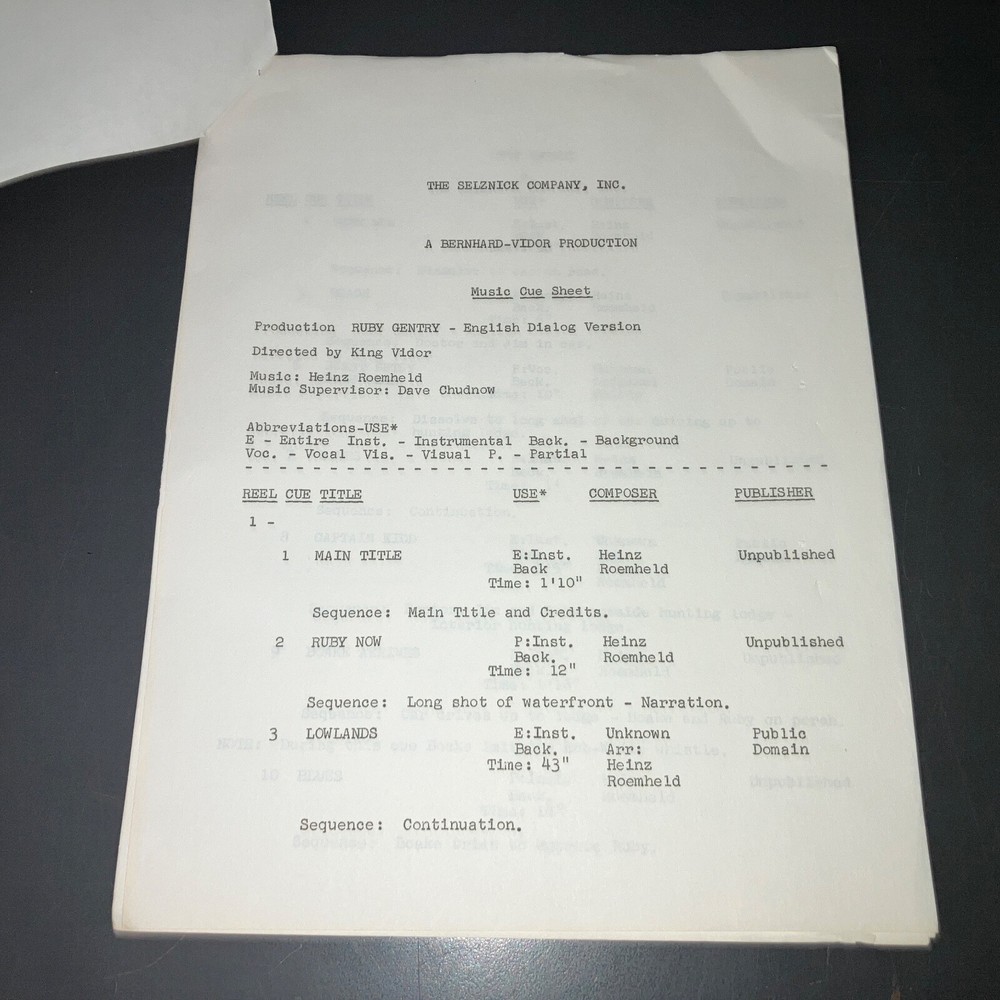 THE SELZNICK COMPANY, INC.
A BERNHARD-VIDOR PRODUCTION
Music Cue Sheet
Production RUBY GENTRY - English Dialog Version
Directed by King Vidor
Music: Heinz Roemheld
Music Supervisor: Dave Chudnow
Abbreviations-USE*
E - Entire Inst. - Instrumental Back. - Background
Voc. - Vocal Vis. - Visual P. - Partial
REEL CUE TITLE USE* COMPOSER PUBLISHER
1 -
1 MAIN TITLE E:Inst. Heinz Unpublished
Back Roemheld
Time: 1'10"
Sequence: Main Title and Credits.
2 RUBY NOW P:Inst. Heinz Unpublished
Back. Roemheld
Time: 12"
Sequence: Long shot of waterfront - Narration.
3 LOWLANDS E:Inst. Unknown Public
Back. Arr: Domain
Time: 43" Heinz
Roemheld
Sequence: Continuation.